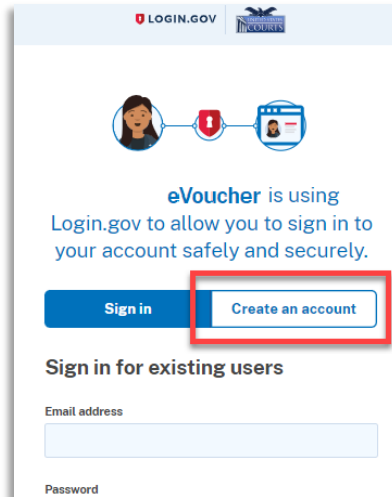 LOGIN.GOV
COURTS
eVoucher is using
Login.gov to allow you to sign in to
your account safely and securely.
Sign in
Create an account
Sign in for existing users
Email address
Password